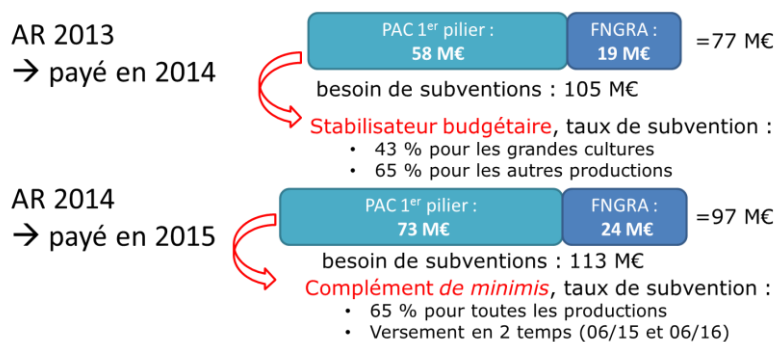 AR 2013
→ payé en 2014
PAC 1er pilier :
58 M€
FNGRA :
19 M€
=77 M€
besoin de subventions : 105 M€
Stabilisateur budgétaire, taux de subvention :
• 43 % pour les grandes cultures
• 65 % pour les autres productions
AR 2014
→ payé en 2015
PAC 1er pilier :
73 M€
FNGRA :
24 M€
=97 M€
besoin de subventions : 113 M€
Complément de minimis, taux de subvention :
• 65 % pour toutes les productions
• Versement en 2 temps (06/15 et 06/16)